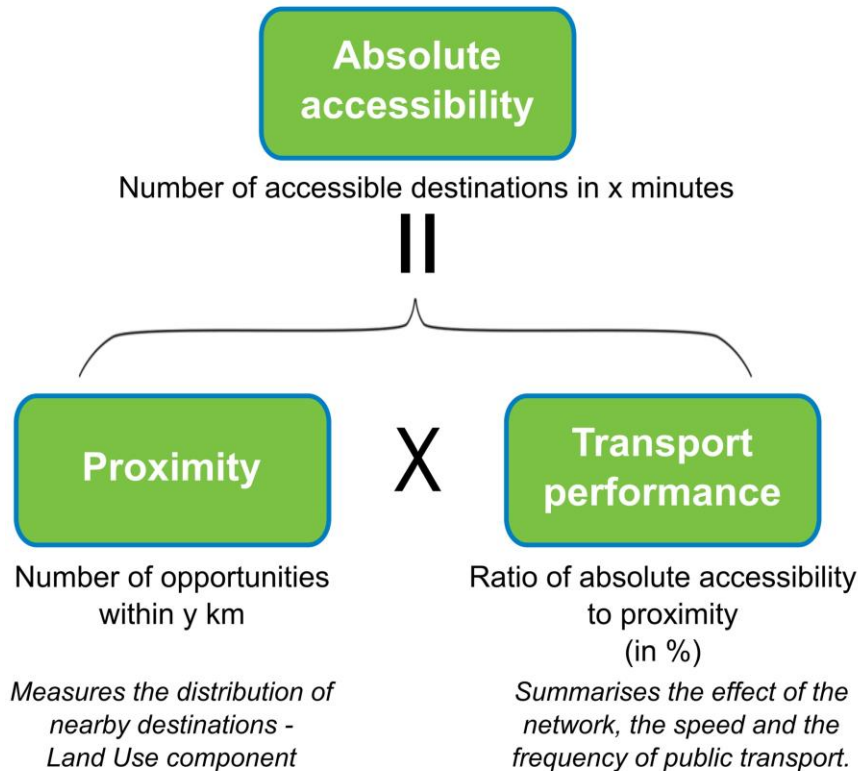 Absolute
accessibility
Number of accessible destinations in x minutes
=
Proximity
X
Transport
performance
Number of opportunities
within y km
Ratio of absolute accessibility
to proximity
(in %)
Measures the distribution of
nearby destinations -
Land Use component
Summarises the effect of the
network, the speed and the
frequency of public transport.